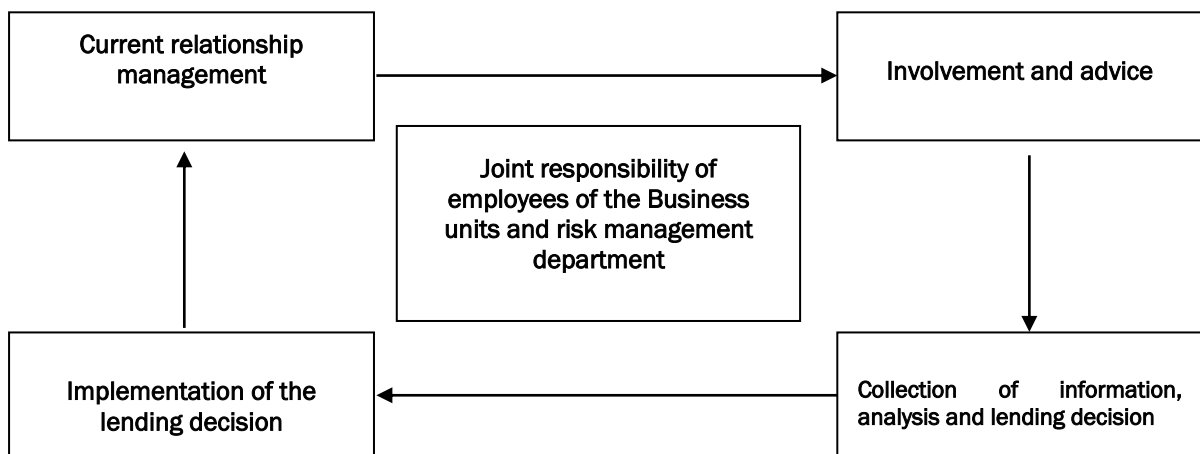 Current relationship
management
Involvement and advice
Joint responsibility of
employees of the Business
units and risk management
department
Implementation of the
lending decision
Collection of information,
analysis and lending decision